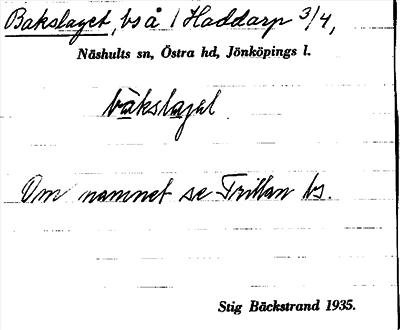 Bakslaget, bs å 1 Haddarp 3/4,
Näshults sn, Östra hd, Jönköpings l.
bàkslagat
Om namnet se Trillan bs.
Stig Bäckstrand 1935.